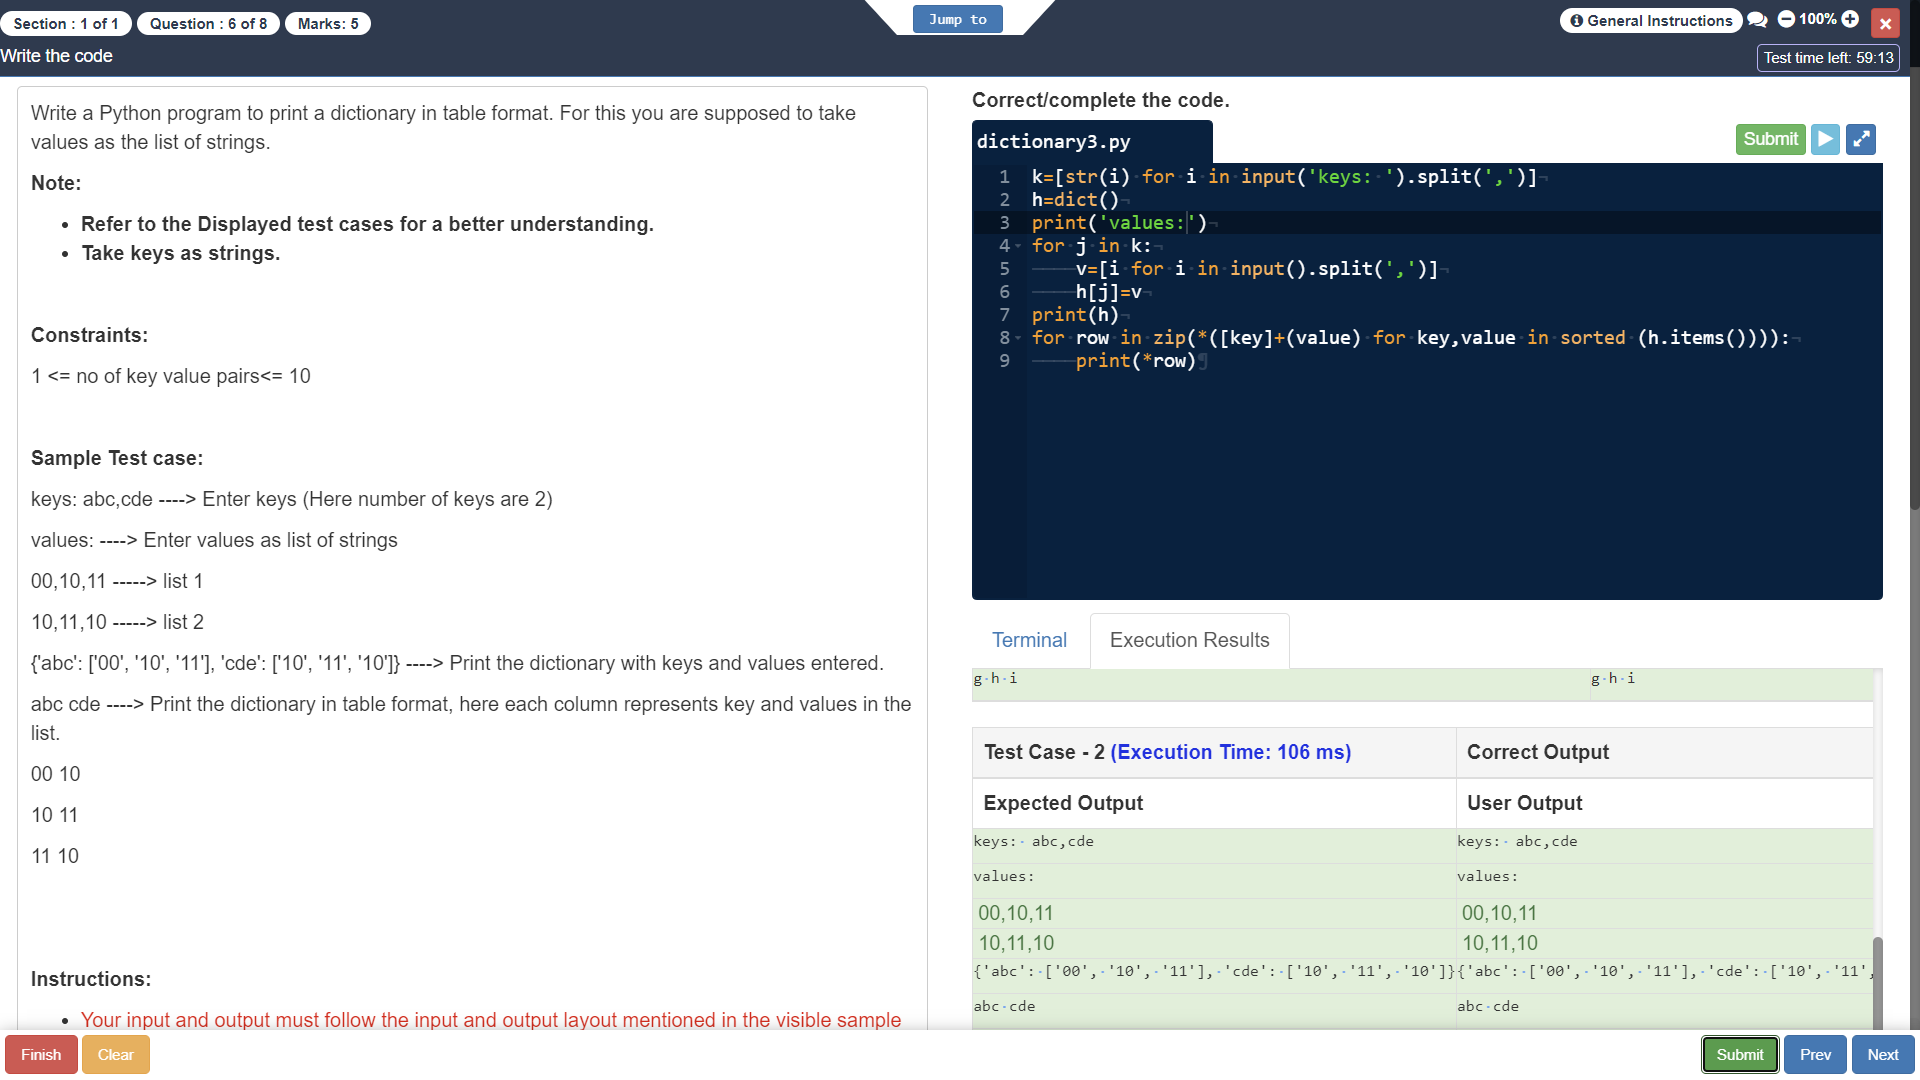 Section : 1 of 1 Question : 6 of 8 Marks: 5 Jump to General Instructions 100%
Write the code Test time left: 59:13
Write a Python program to print a dictionary in table format. For this you are supposed to take
values as the list of strings.
Note:
• Refer to the Displayed test cases for a better understanding.
• Take keys as strings.
Constraints:
1 <= no of key value pairs<= 10
Sample Test case:
keys: abc,cde ----> Enter keys (Here number of keys are 2)
values: ----> Enter values as list of strings
00,10,11 -----> list 1
10,11,10 -----> list 2
{'abc': ['00', '10', '11'], 'cde': ['10', '11', '10']} ----> Print the dictionary with keys and values entered.
abc cde ----> Print the dictionary in table format, here each column represents key and values in the
list.
00 10
10 11
11 10
Instructions:
• Your input and output must follow the input and output layout mentioned in the visible sample
Correct/complete the code.
dictionary3.py Submit
1 k=[str(i) for i in input('keys: ').split(',')]
2 h=dict()
3 print('values:')
4 for j in k:
5     v=[i for i in input().split(',')]
6     h[j]=v
7 print(h)
8 for row in zip(*([key]+(value) for key,value in sorted (h.items()))):
9     print(*row)
Terminal Execution Results
g·h·i g·h·i
Test Case - 2 (Execution Time: 106 ms) Correct Output
Expected Output User Output
keys:· abc,cde keys:· abc,cde
values: values:
00,10,11 00,10,11
10,11,10 10,11,10
{'abc':·['00',·'10',·'11'],·'cde':·['10',·'11',·'10']} {'abc':·['00',·'10',·'11'],·'cde':·['10',·'11',
abc·cde abc·cde
Finish Clear Submit Prev Next